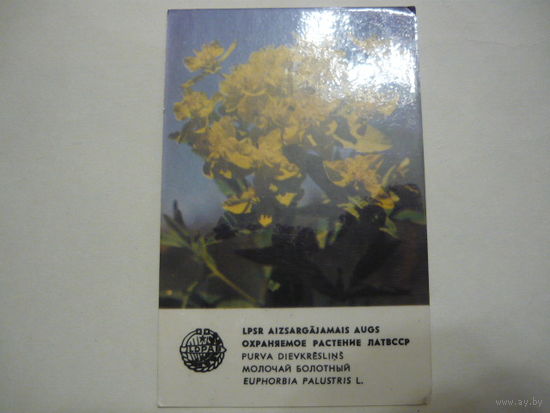 LPSR AIZSARGĀJAMAIS AUGS
ОХРАНЯЕМОЕ РАСТЕНИЕ ЛАТВССР
PURVA DIEVKRĒSLIŅŠ
МОЛОЧАЙ БОЛОТНЫЙ
EUPHORBIA PALUSTRIS L.
www.ay.by